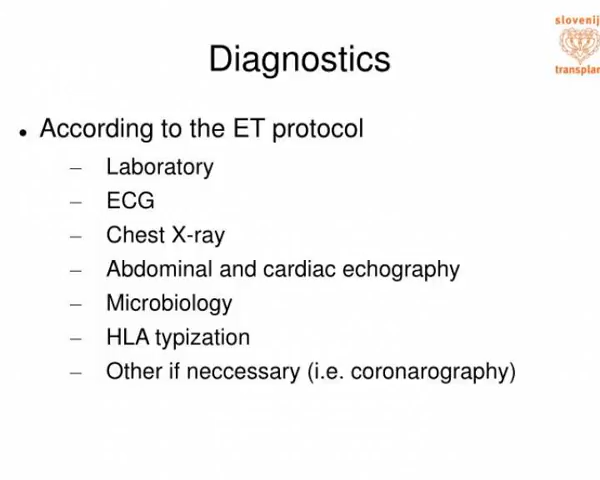 slovenij
transplan
Diagnostics
• According to the ET protocol
– Laboratory
– ECG
– Chest X-ray
– Abdominal and cardiac echography
– Microbiology
– HLA typization
– Other if neccessary (i.e. coronarography)